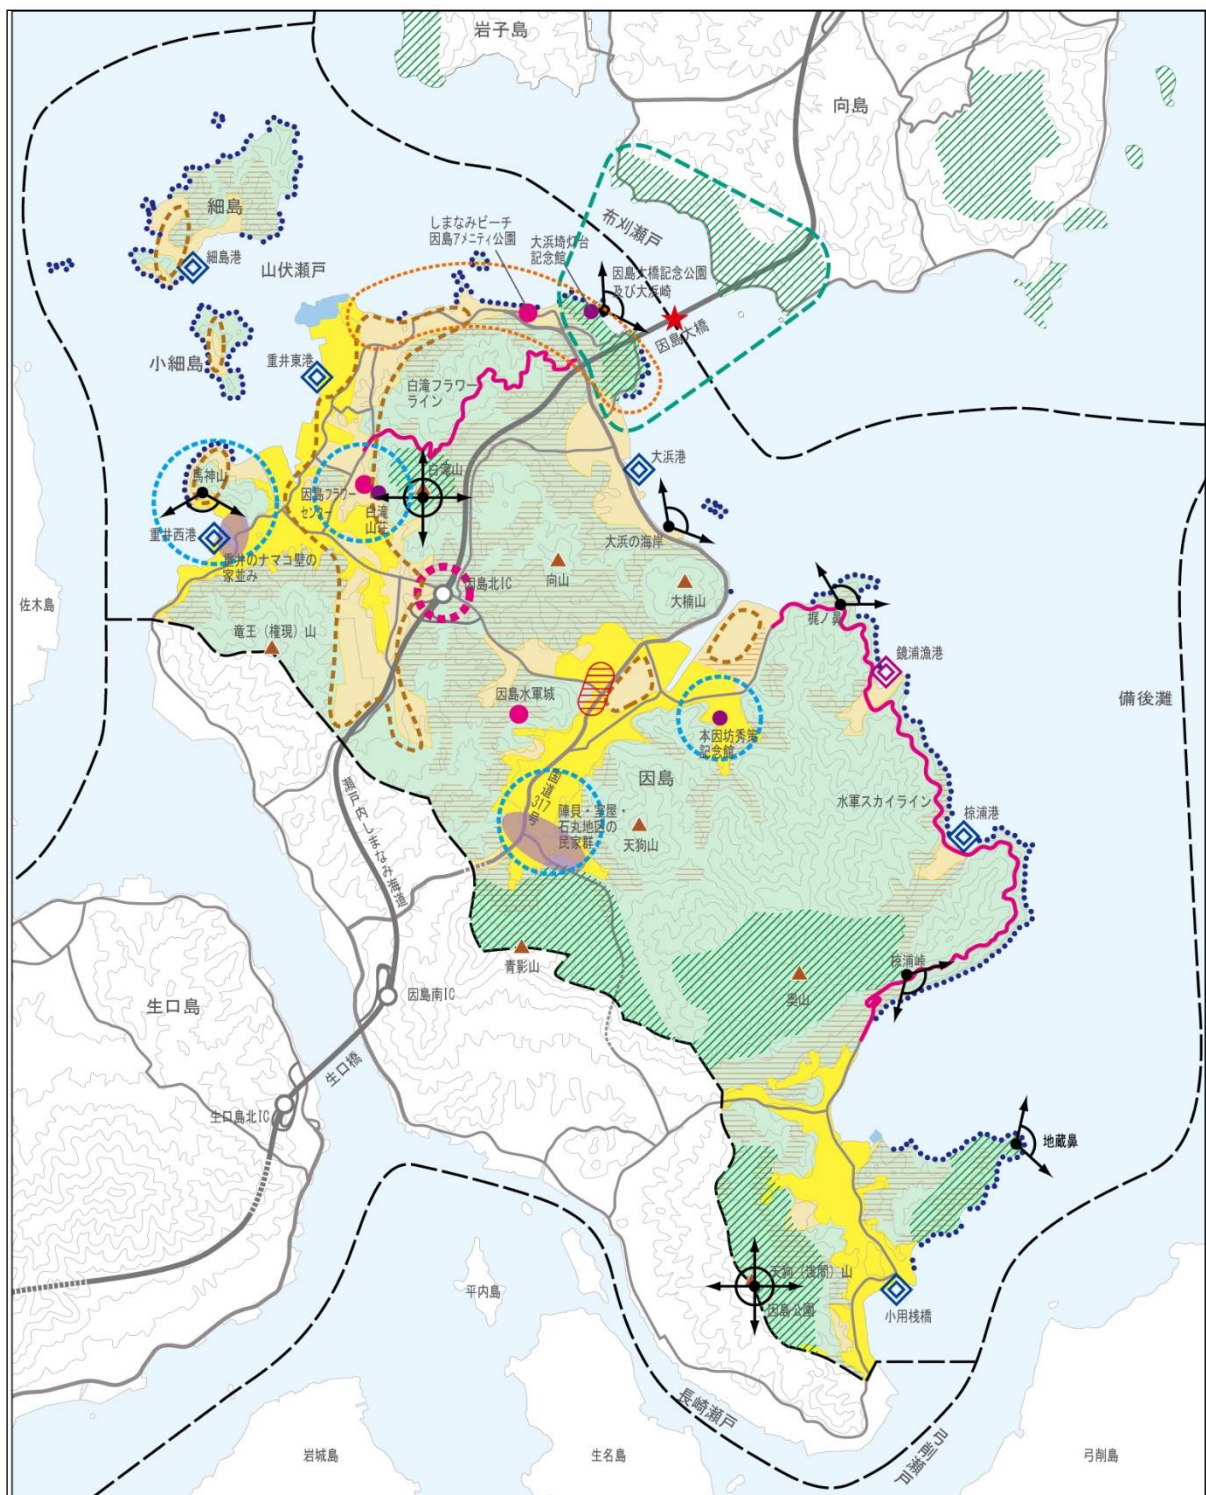 岩子島
向島
布刈瀬戸
しまなみビーチ
因島アメニティ公園
大浜埼灯台
記念館
因島大橋記念公園
及び大浜崎
因島大橋
細島
細島港
山伏瀬戸
小細島
重井東港
白滝フラワー
ライン
馬神山
因島フラワー
センター
白滝
山荘
白滝山
大浜港
重井西港
重井のナマコ壁の
家並み
大浜の海岸
佐木島
因島北IC
向山
大楠山
梶ノ鼻
竜王(権現)山
鏡浦漁港
備後灘
因島水軍城
本因坊秀策
記念館
因島
国道317号
瀬戸内しまなみ海道
陣貝・室屋・
石丸地区の
民家群
天狗山
水軍スカイライン
椋浦港
青影山
奥山
椋浦峠
生口島
因島南IC
生口橋
生口島北IC
地蔵鼻
平内島
天狗(浅間)山
因島公園
小用桟橋
長崎瀬戸
弓削瀬戸
岩城島
生名島
弓削島